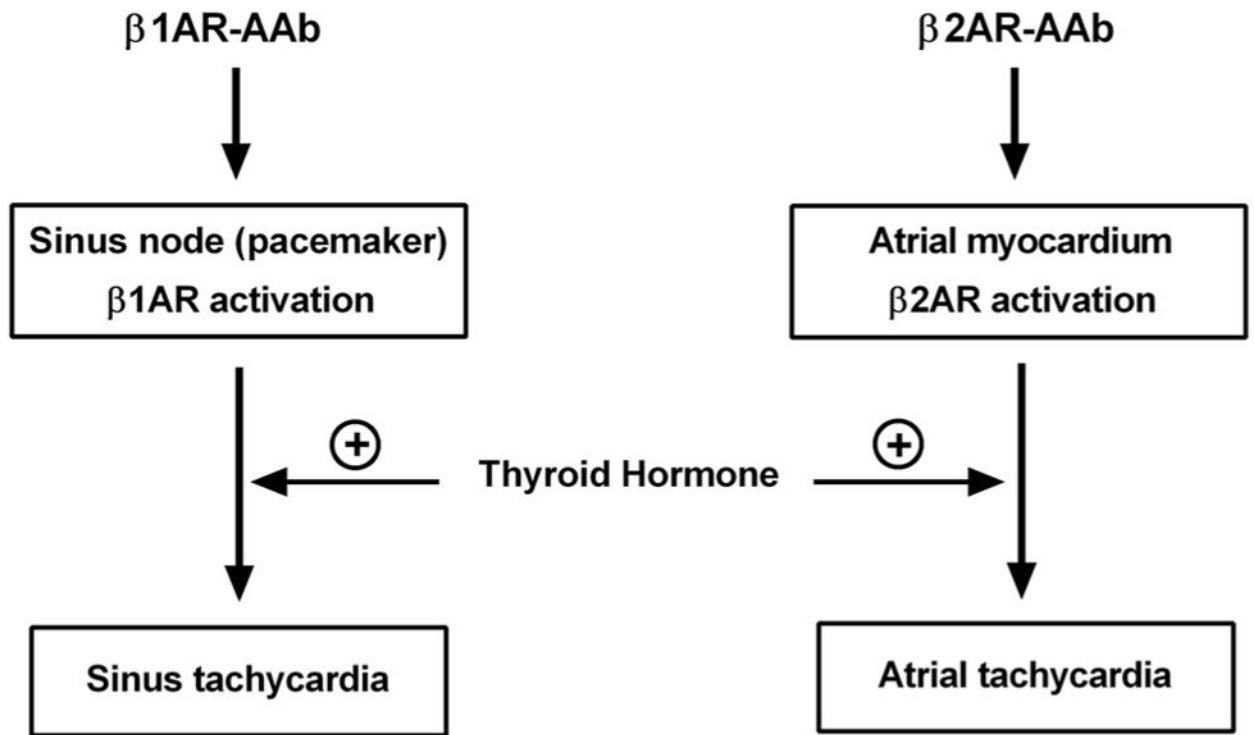 β1AR-AAb
β2AR-AAb
Sinus node (pacemaker)
β1AR activation
Atrial myocardium
β2AR activation
+
+
Thyroid Hormone
Sinus tachycardia
Atrial tachycardia